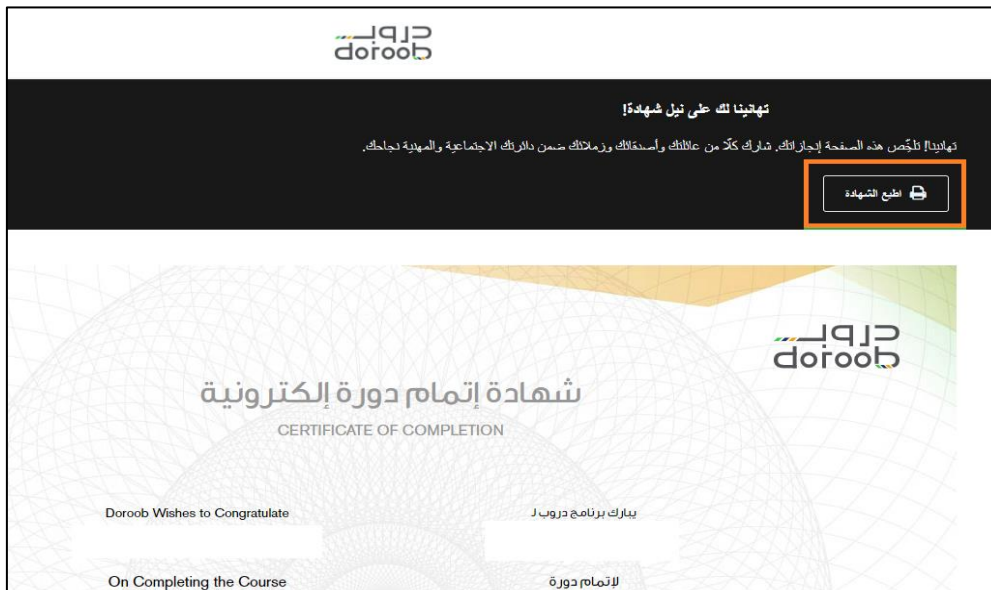 دروب
doroob
تهانينا لك على نيل شهادة!
تهانينا! تلخّص هذه الصفحة إنجازاتك. شارك كلّا من عائلتك وأصدقائك وزملائك ضمن دائرتك الاجتماعية والمهنية نجاحك.
اطبع الشهادة
دروب
doroob
شهادة إتمام دورة إلكترونية
CERTIFICATE OF COMPLETION
Doroob Wishes to Congratulate
يبارك برنامج دروب لـ
On Completing the Course
لإتمام دورة